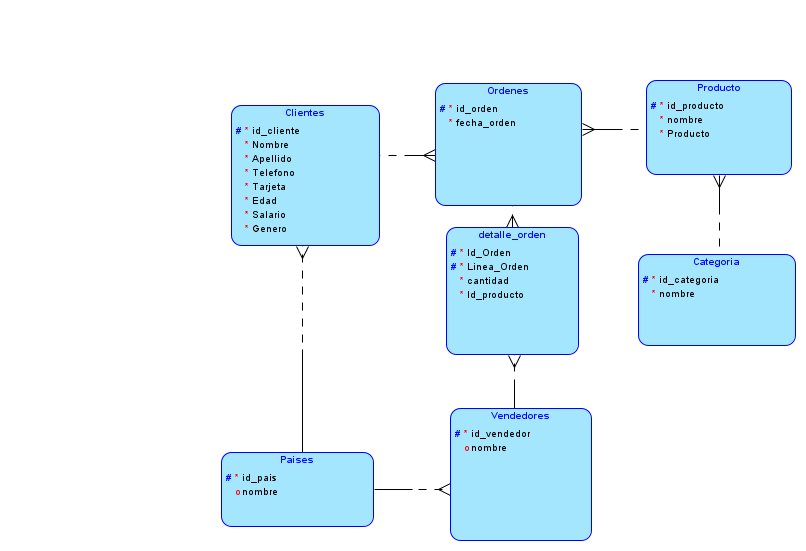 Clientes
# * id_cliente
* Nombre
* Apellido
* Telefono
* Tarjeta
* Edad
* Salario
* Genero
Ordenes
# * id_orden
* fecha_orden
Producto
# * id_producto
* nombre
* Producto
detalle_orden
# * Id_Orden
# * Linea_Orden
* cantidad
* Id_producto
Categoria
# * id_categoria
* nombre
Paises
# * id_pais
o nombre
Vendedores
# * id_vendedor
o nombre